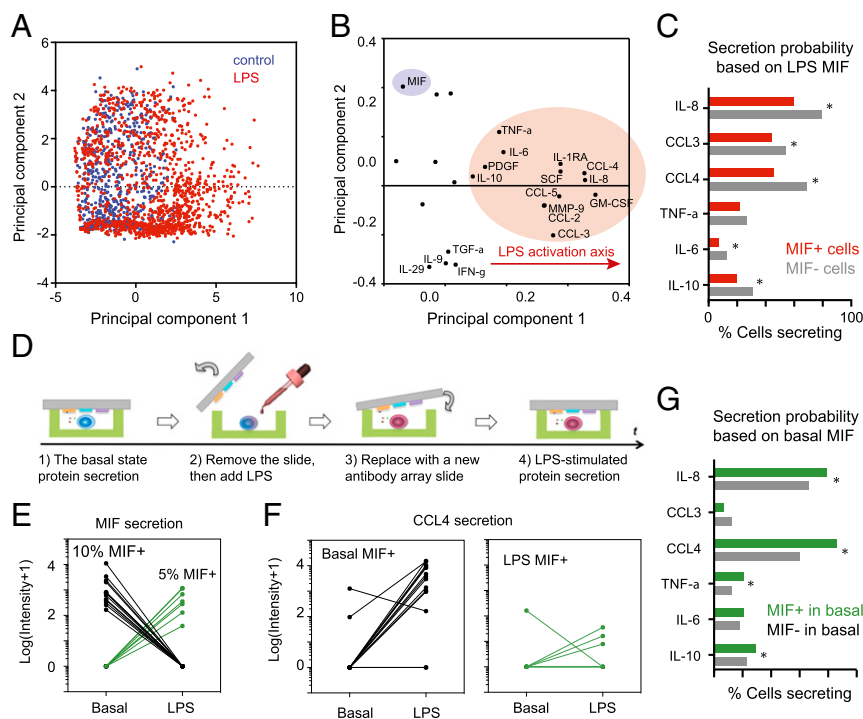 A
control
LPS
Principal component 2
6
4
2
0
-2
-4
-5
0
5
10
Principal component 1
B
Principal component 2
0.4
0.2
0.0
-0.2
-0.4
MIF
TNF-a
IL-6
PDGF
IL-10
IL-1RA
CCL-4
SCF
IL-8
CCL-5
GM-CSF
MMP-9
CCL-2
CCL-3
TGF-a
IL-9
IFN-g
IL-29
LPS activation axis
0.0
0.2
0.4
Principal component 1
C
Secretion probability
based on LPS MIF
IL-8
*
CCL3
*
CCL4
*
TNF-a
IL-6
*
IL-10
*
MIF+ cells
MIF- cells
0
100
% Cells secreting
D
t
1) The basal state
protein secretion
2) Remove the slide,
then add LPS
3) Replace with a new
antibody array slide
4) LPS-stimulated
protein secretion
E
MIF secretion
10% MIF+
5% MIF+
Log(Intensity+1)
4
2
0
Basal
LPS
F
CCL4 secretion
Basal MIF+
LPS MIF+
Log(Intensity+1)
4
2
0
Basal
LPS
Basal
LPS
G
Secretion probability
based on basal MIF
IL-8
*
CCL3
CCL4
*
TNF-a
*
IL-6
IL-10
*
MIF+ in basal
MIF- in basal
% Cells secreting